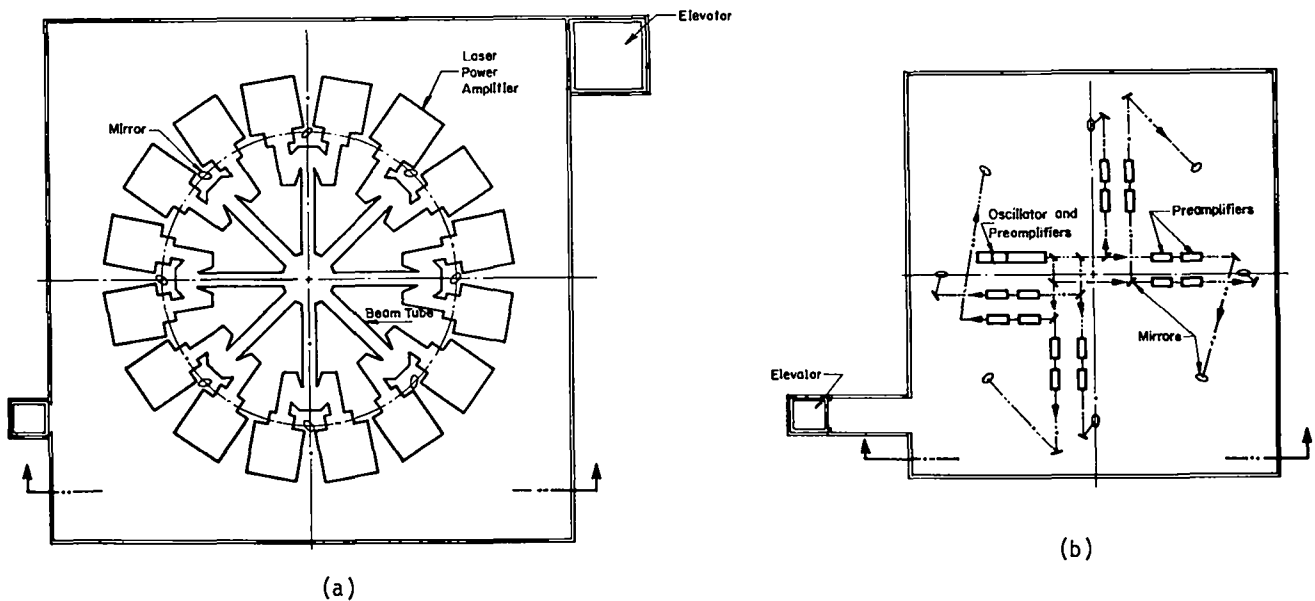 Elevator
Laser
Power
Amplifier
Mirror
Beam Tube
(a)
Oscillator and
Preamplifiers
Preamplifiers
Mirrors
Elevator
(b)